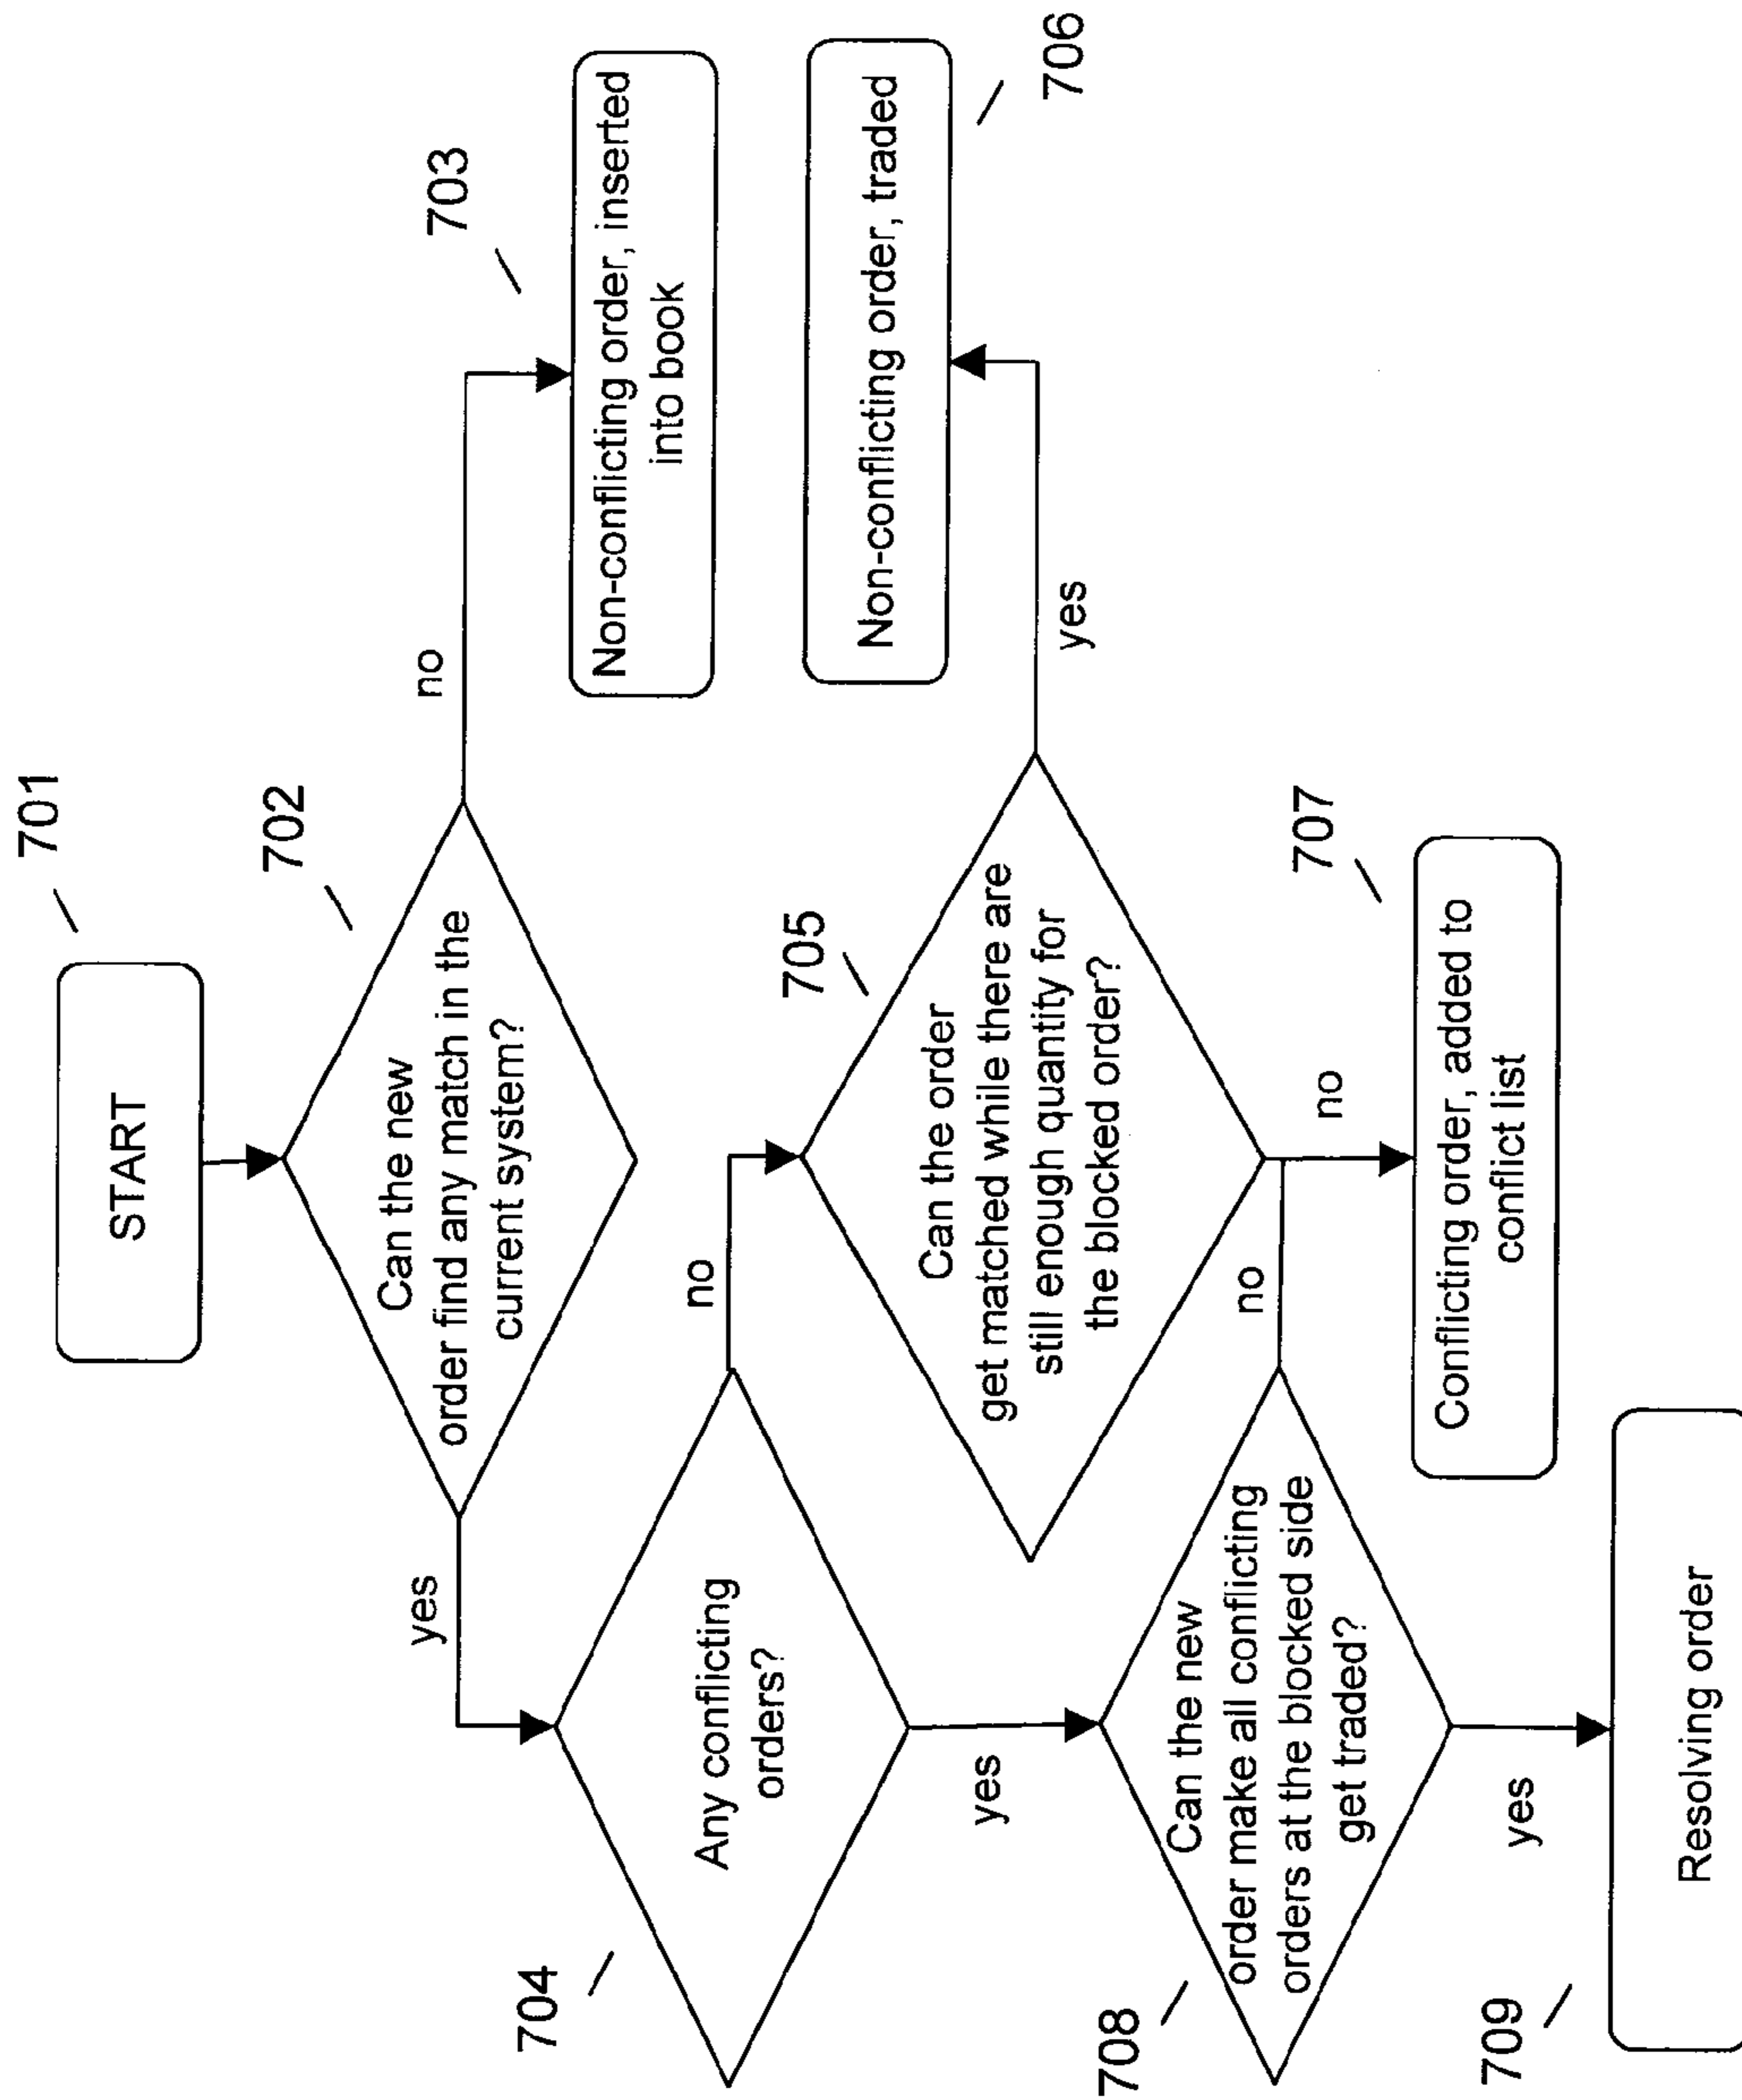 701
START
702
Can the new
order find any match in the
current system?
yes
no
703
Non-conflicting order, inserted
into book
704
Any conflicting
orders?
no
yes
705
Can the order
get matched while there are
still enough quantity for
the blocked order?
yes
no
706
Non-conflicting order, traded
707
Conflicting order, added to
conflict list
708
Can the new
order make all conflicting
orders at the blocked side
get traded?
no
yes
709
Resolving order